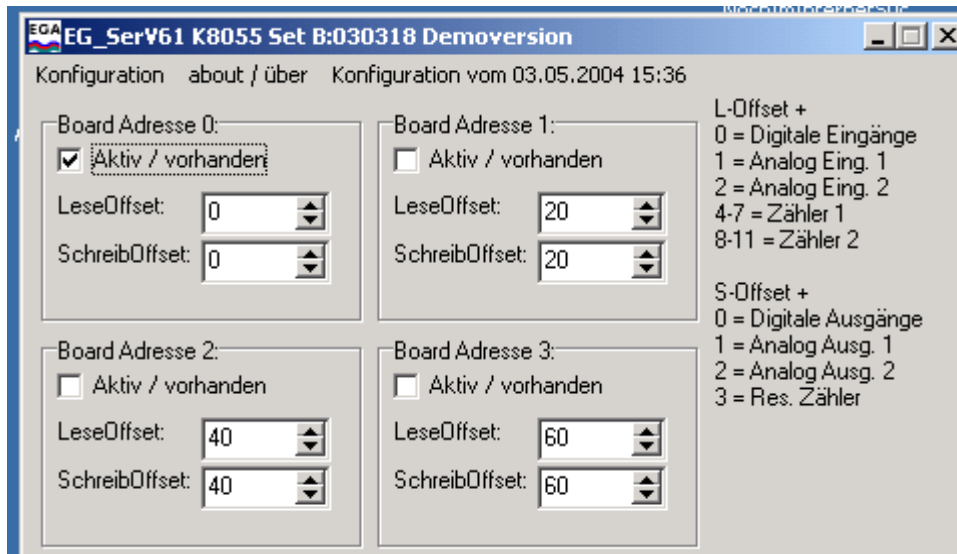 EGA EG_SerV61 K8055 Set B:030318 Demoversion
Konfiguration about / über Konfiguration vom 03.05.2004 15:36
Board Adresse 0:
Aktiv / vorhanden
LeseOffset: 0
SchreibOffset: 0
Board Adresse 1:
Aktiv / vorhanden
LeseOffset: 20
SchreibOffset: 20
L-Offset +
0 = Digitale Eingänge
1 = Analog Eing. 1
2 = Analog Eing. 2
4-7 = Zähler 1
8-11 = Zähler 2
S-Offset +
0 = Digitale Ausgänge
1 = Analog Ausg. 1
2 = Analog Ausg. 2
3 = Res. Zähler
Board Adresse 2:
Aktiv / vorhanden
LeseOffset: 40
SchreibOffset: 40
Board Adresse 3:
Aktiv / vorhanden
LeseOffset: 60
SchreibOffset: 60